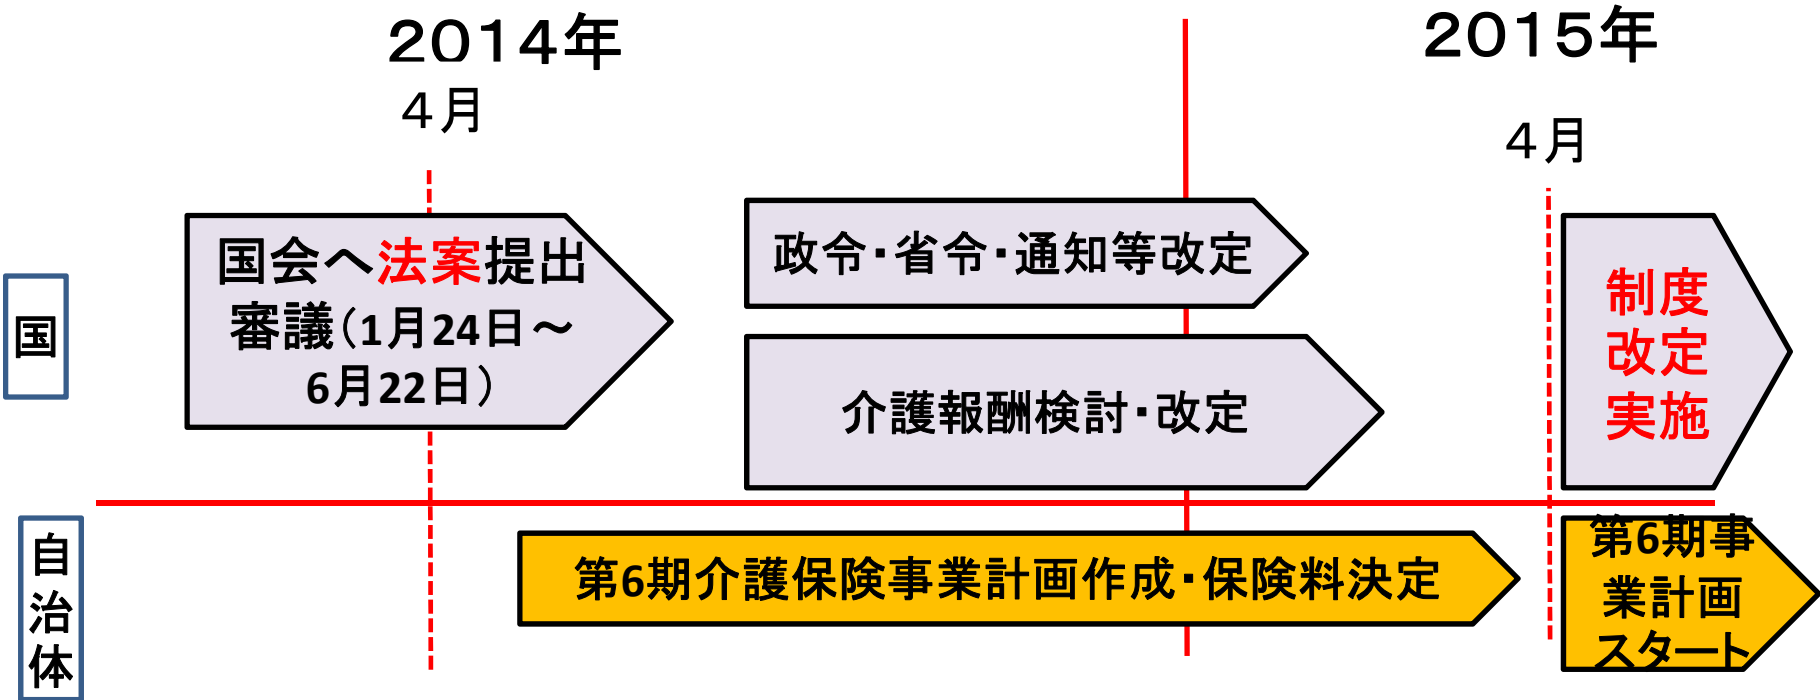 ２０１４年
４月
２０１５年
４月
国
国会へ法案提出
審議（1月24日～
6月22日）
政令・省令・通知等改定
介護報酬検討・改定
制度
改定
実施
自
治
体
第6期介護保険事業計画作成・保険料決定
第6期事
業計画
スタート